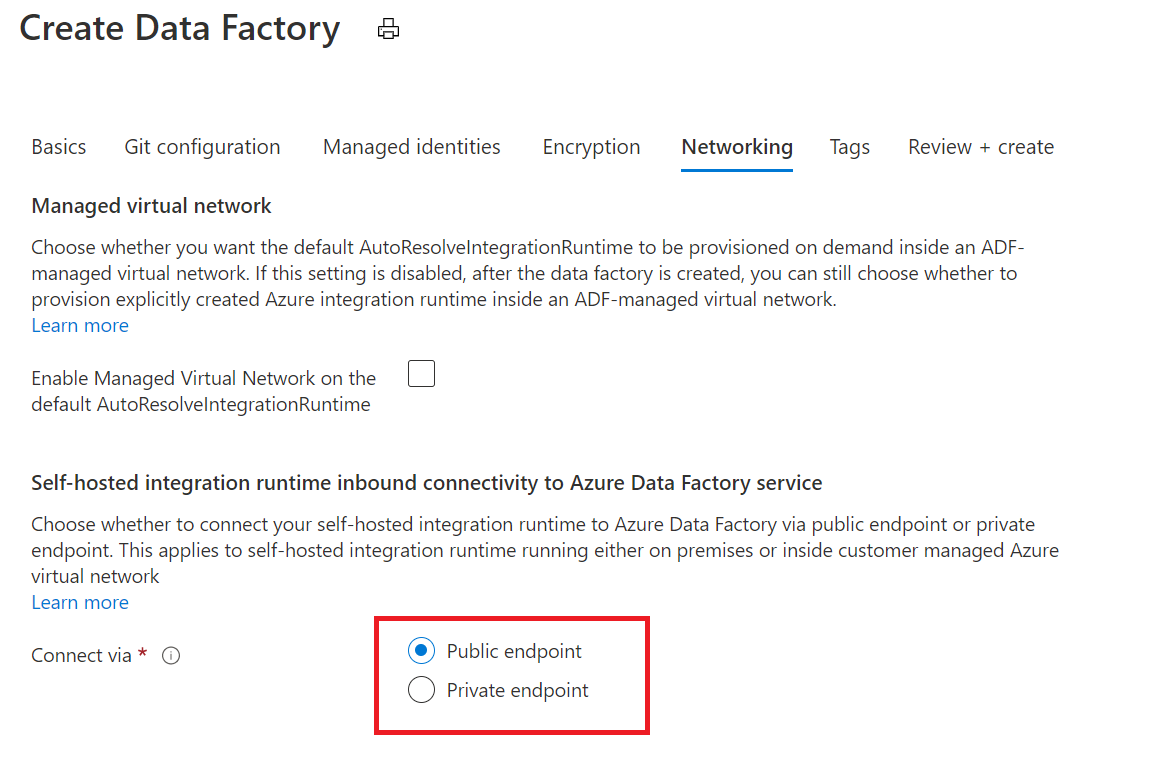 Create Data Factory
Basics Git configuration Managed identities Encryption Networking Tags Review + create
Managed virtual network
Choose whether you want the default AutoResolveIntegrationRuntime to be provisioned on demand inside an ADF-
managed virtual network. If this setting is disabled, after the data factory is created, you can still choose whether to
provision explicitly created Azure integration runtime inside an ADF-managed virtual network.
Learn more
Enable Managed Virtual Network on the
default AutoResolveIntegrationRuntime
Self-hosted integration runtime inbound connectivity to Azure Data Factory service
Choose whether to connect your self-hosted integration runtime to Azure Data Factory via public endpoint or private
endpoint. This applies to self-hosted integration runtime running either on premises or inside customer managed Azure
virtual network
Learn more
Connect via *
Public endpoint
Private endpoint